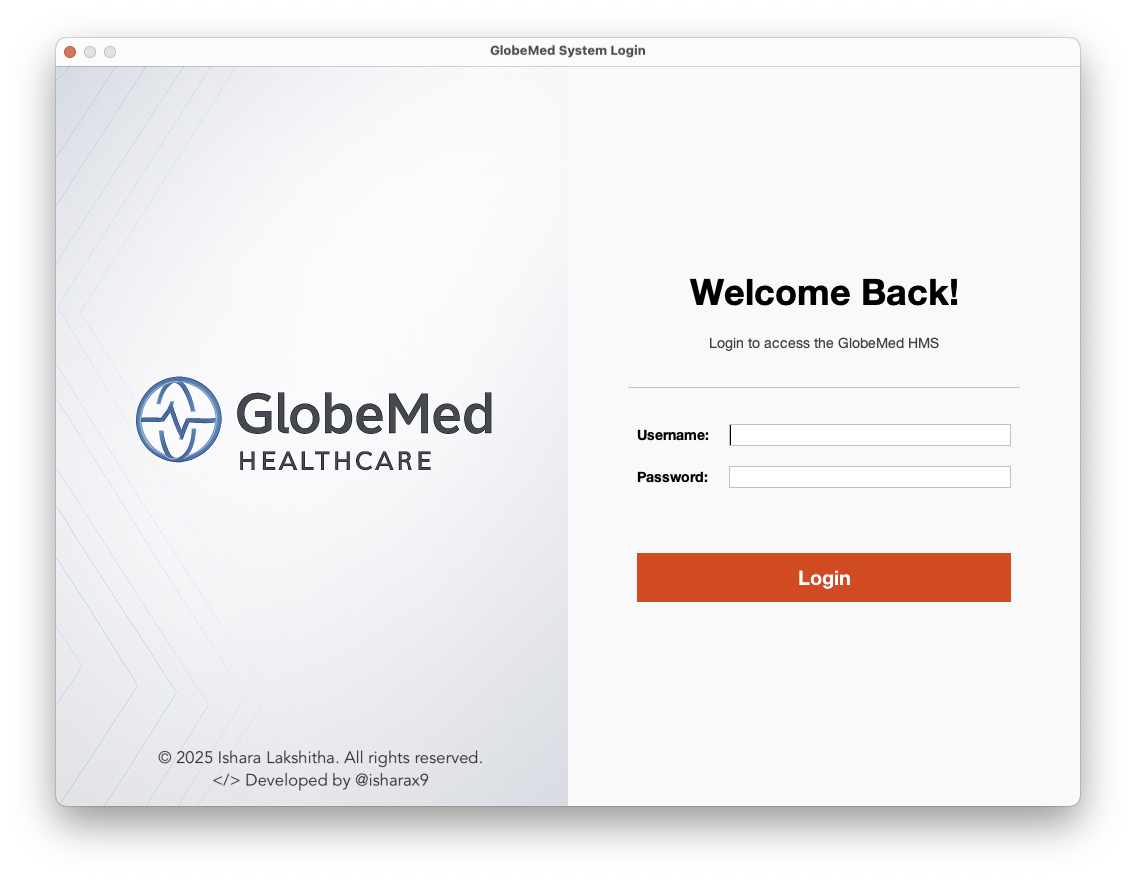 GlobeMed System Login
GlobeMed
HEALTHCARE
© 2025 Ishara Lakshitha. All rights reserved.
</> Developed by @isharax9
Welcome Back!
Login to access the GlobeMed HMS
Username:
Password:
Login